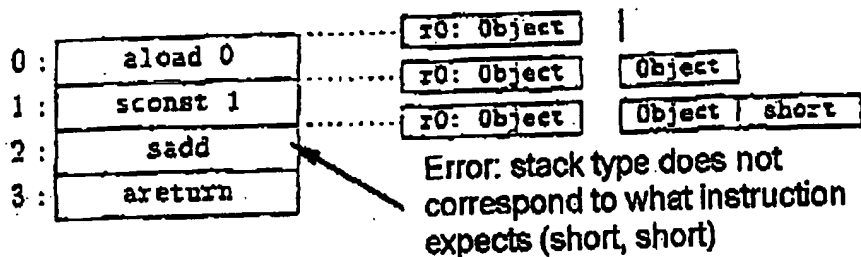 r0: Object
0 : aload 0
r0: Object Object
1 : sconst 1
r0: Object Object short
2 : sadd
3 : areturn
Error: stack type does not
correspond to what instruction
expects (short, short)